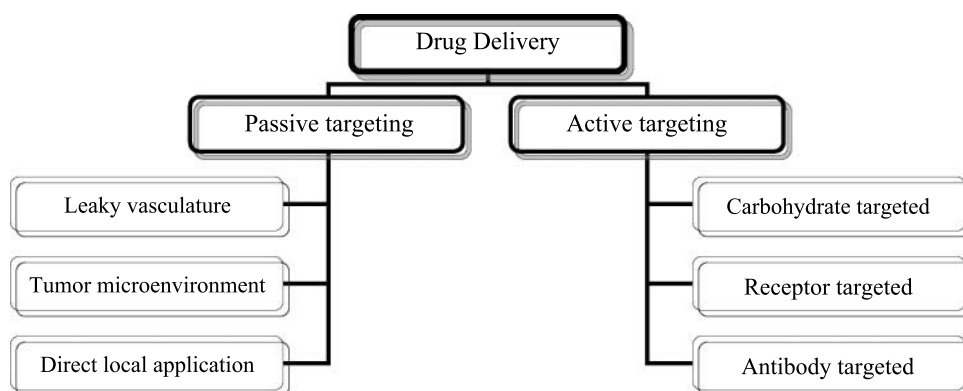 Drug Delivery
Passive targeting
Active targeting
Leaky vasculature
Tumor microenvironment
Direct local application
Carbohydrate targeted
Receptor targeted
Antibody targeted